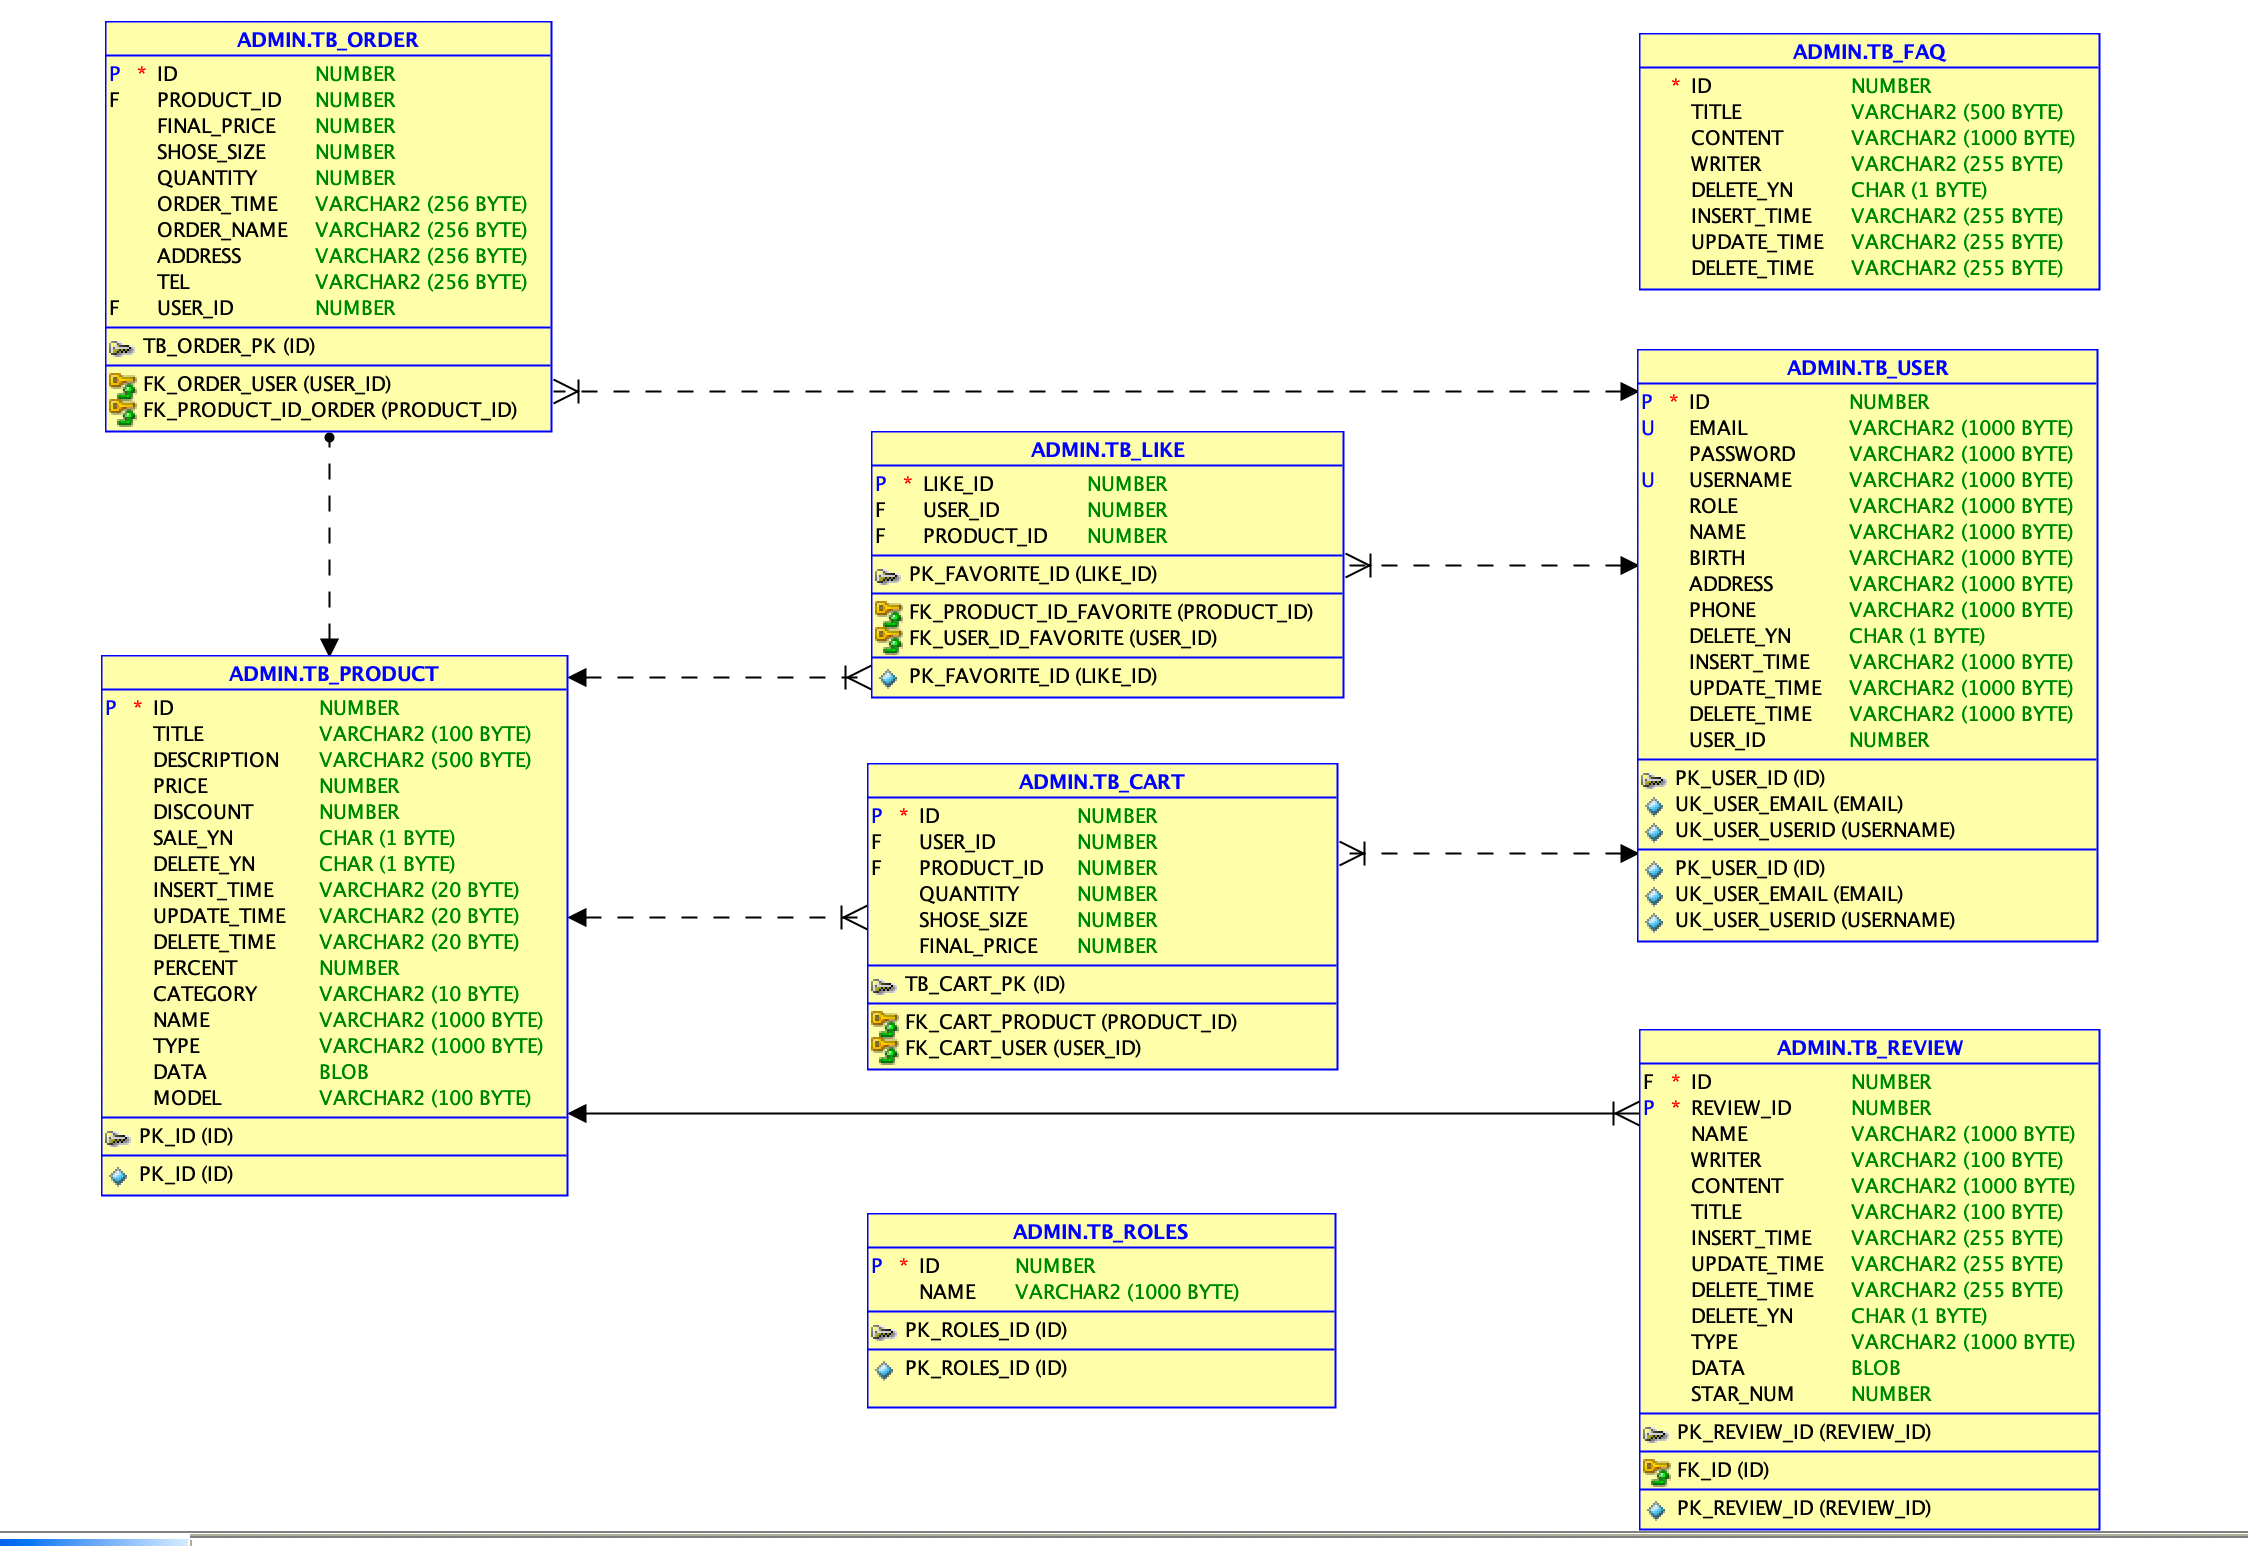 ADMIN.TB_ORDER
P * ID NUMBER
F PRODUCT_ID NUMBER
FINAL_PRICE NUMBER
SHOSE_SIZE NUMBER
QUANTITY NUMBER
ORDER_TIME VARCHAR2 (256 BYTE)
ORDER_NAME VARCHAR2 (256 BYTE)
ADDRESS VARCHAR2 (256 BYTE)
TEL VARCHAR2 (256 BYTE)
F USER_ID NUMBER
TB_ORDER_PK (ID)
FK_ORDER_USER (USER_ID)
FK_PRODUCT_ID_ORDER (PRODUCT_ID)
ADMIN.TB_FAQ
* ID NUMBER
TITLE VARCHAR2 (500 BYTE)
CONTENT VARCHAR2 (1000 BYTE)
WRITER VARCHAR2 (255 BYTE)
DELETE_YN CHAR (1 BYTE)
INSERT_TIME VARCHAR2 (255 BYTE)
UPDATE_TIME VARCHAR2 (255 BYTE)
DELETE_TIME VARCHAR2 (255 BYTE)
ADMIN.TB_LIKE
P * LIKE_ID NUMBER
F USER_ID NUMBER
F PRODUCT_ID NUMBER
PK_FAVORITE_ID (LIKE_ID)
FK_PRODUCT_ID_FAVORITE (PRODUCT_ID)
FK_USER_ID_FAVORITE (USER_ID)
PK_FAVORITE_ID (LIKE_ID)
ADMIN.TB_USER
P * ID NUMBER
U EMAIL VARCHAR2 (1000 BYTE)
PASSWORD VARCHAR2 (1000 BYTE)
U USERNAME VARCHAR2 (1000 BYTE)
ROLE VARCHAR2 (1000 BYTE)
NAME VARCHAR2 (1000 BYTE)
BIRTH VARCHAR2 (1000 BYTE)
ADDRESS VARCHAR2 (1000 BYTE)
PHONE VARCHAR2 (1000 BYTE)
DELETE_YN CHAR (1 BYTE)
INSERT_TIME VARCHAR2 (1000 BYTE)
UPDATE_TIME VARCHAR2 (1000 BYTE)
DELETE_TIME VARCHAR2 (1000 BYTE)
USER_ID NUMBER
PK_USER_ID (ID)
UK_USER_EMAIL (EMAIL)
UK_USER_USERID (USERNAME)
PK_USER_ID (ID)
UK_USER_EMAIL (EMAIL)
UK_USER_USERID (USERNAME)
ADMIN.TB_PRODUCT
P * ID NUMBER
TITLE VARCHAR2 (100 BYTE)
DESCRIPTION VARCHAR2 (500 BYTE)
PRICE NUMBER
DISCOUNT NUMBER
SALE_YN CHAR (1 BYTE)
DELETE_YN CHAR (1 BYTE)
INSERT_TIME VARCHAR2 (20 BYTE)
UPDATE_TIME VARCHAR2 (20 BYTE)
DELETE_TIME VARCHAR2 (20 BYTE)
PERCENT NUMBER
CATEGORY VARCHAR2 (10 BYTE)
NAME VARCHAR2 (1000 BYTE)
TYPE VARCHAR2 (1000 BYTE)
DATA BLOB
MODEL VARCHAR2 (100 BYTE)
PK_ID (ID)
PK_ID (ID)
ADMIN.TB_CART
P * ID NUMBER
F USER_ID NUMBER
F PRODUCT_ID NUMBER
QUANTITY NUMBER
SHOSE_SIZE NUMBER
FINAL_PRICE NUMBER
TB_CART_PK (ID)
FK_CART_PRODUCT (PRODUCT_ID)
FK_CART_USER (USER_ID)
ADMIN.TB_ROLES
P * ID NUMBER
NAME VARCHAR2 (1000 BYTE)
PK_ROLES_ID (ID)
PK_ROLES_ID (ID)
ADMIN.TB_REVIEW
F * ID NUMBER
P * REVIEW_ID NUMBER
NAME VARCHAR2 (1000 BYTE)
WRITER VARCHAR2 (100 BYTE)
CONTENT VARCHAR2 (1000 BYTE)
TITLE VARCHAR2 (100 BYTE)
INSERT_TIME VARCHAR2 (255 BYTE)
UPDATE_TIME VARCHAR2 (255 BYTE)
DELETE_TIME VARCHAR2 (255 BYTE)
DELETE_YN CHAR (1 BYTE)
TYPE VARCHAR2 (1000 BYTE)
DATA BLOB
STAR_NUM NUMBER
PK_REVIEW_ID (REVIEW_ID)
FK_ID (ID)
PK_REVIEW_ID (REVIEW_ID)